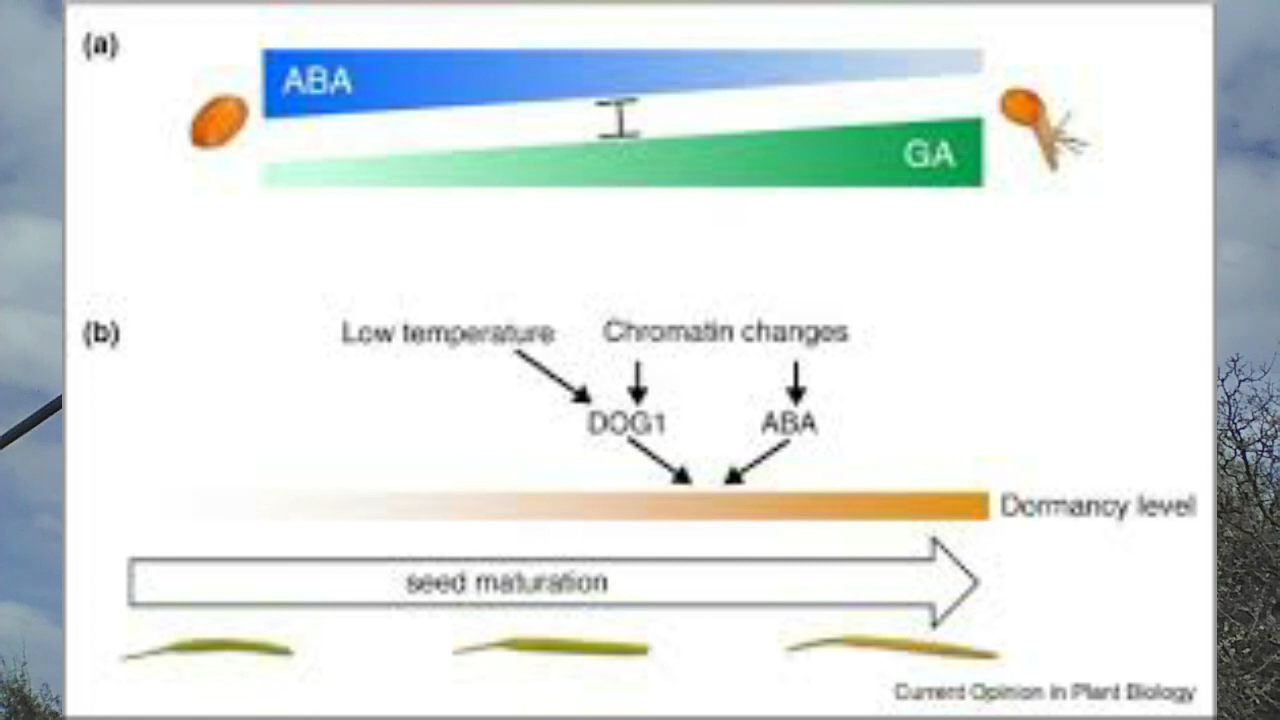 (a)
ABA
GA
(b)
Low temperature Chromatin changes
DOG1 ABA
Dormancy level
seed maturation
Current Opinion in Plant Biology